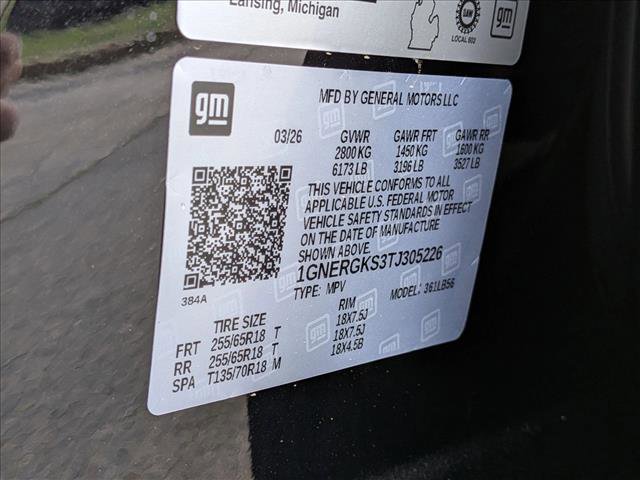 Lansing, Michigan
UAW
LOCAL 602
gm
gm
MFD BY GENERAL MOTORS LLC
03/26 GVWR GAWR FRT GAWR RR
2800 KG 1450 KG 1600 KG
6173 LB 3196 LB 3527 LB
THIS VEHICLE CONFORMS TO ALL
APPLICABLE U.S. FEDERAL MOTOR
VEHICLE SAFETY STANDARDS IN EFFECT
ON THE DATE OF MANUFACTURE
SHOWN ABOVE.
1GNERGKS3TJ305226
384A
TYPE: MPV MODEL: 361LB56
TIRE SIZE RIM
FRT 255/65R18 T 18X7.5J
RR 255/65R18 T 18X7.5J
SPA T135/70R18 M 18X4.5B